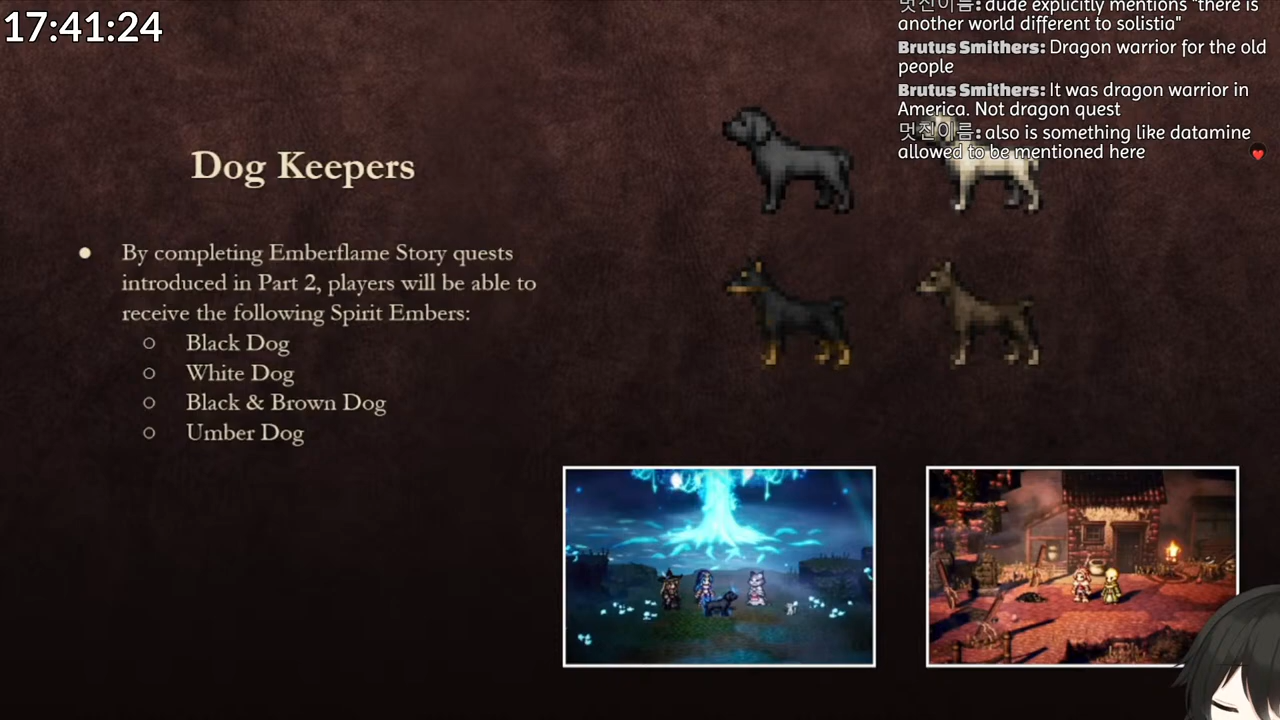 17:41:24
멋진이름: dude explicitly mentions "there is
another world different to solistia"
Brutus Smithers: Dragon warrior for the old
people
Brutus Smithers: It was dragon warrior in
America. Not dragon quest
멋진이름: also is something like datamine
allowed to be mentioned here
Dog Keepers
● By completing Emberflame Story quests
introduced in Part 2, players will be able to
receive the following Spirit Embers:
○ Black Dog
○ White Dog
○ Black & Brown Dog
○ Umber Dog